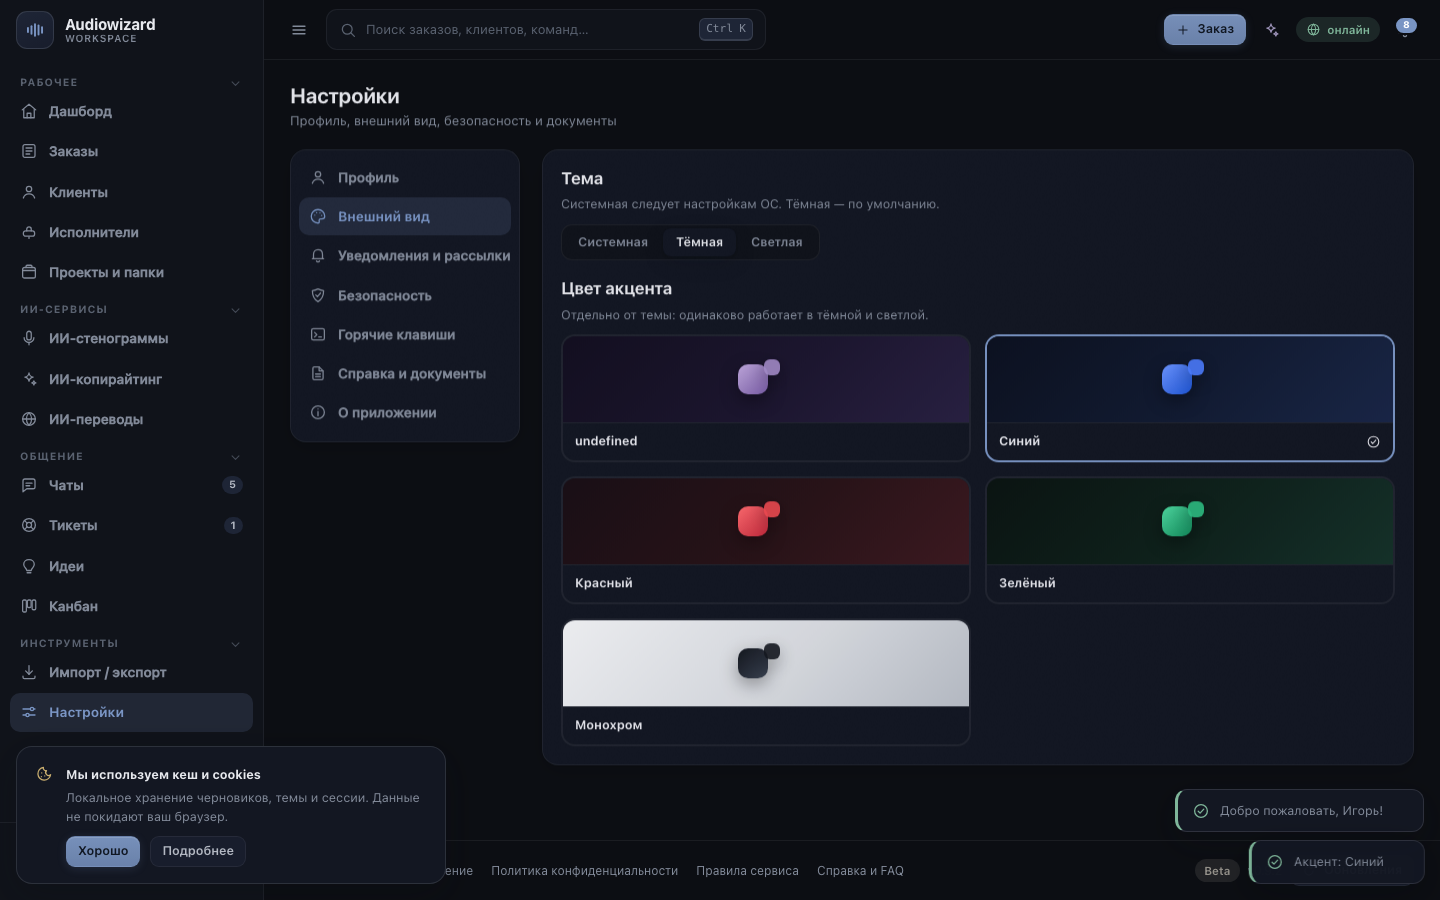 Audiowizard
WORKSPACE
Поиск заказов, клиентов, команд...
Ctrl K
Заказ
онлайн
8
РАБОЧЕЕ
Дашборд
Заказы
Клиенты
Исполнители
Проекты и папки
ИИ-СЕРВИСЫ
ИИ-стенограммы
ИИ-копирайтинг
ИИ-переводы
ОБЩЕНИЕ
Чаты
5
Тикеты
1
Идеи
Канбан
ИНСТРУМЕНТЫ
Импорт / экспорт
Настройки
Настройки
Профиль, внешний вид, безопасность и документы
Профиль
Внешний вид
Уведомления и рассылки
Безопасность
Горячие клавиши
Справка и документы
О приложении
Тема
Системная следует настройкам ОС. Тёмная — по умолчанию.
Системная
Тёмная
Светлая
Цвет акцента
Отдельно от темы: одинаково работает в тёмной и светлой.
undefined
Синий
Красный
Зелёный
Монохром
Мы используем кеш и cookies
Локальное хранение черновиков, темы и сессии. Данные
не покидают ваш браузер.
Хорошо
Подробнее
ение
Политика конфиденциальности
Правила сервиса
Справка и FAQ
Beta
Добро пожаловать, Игорь!
Акцент: Синий